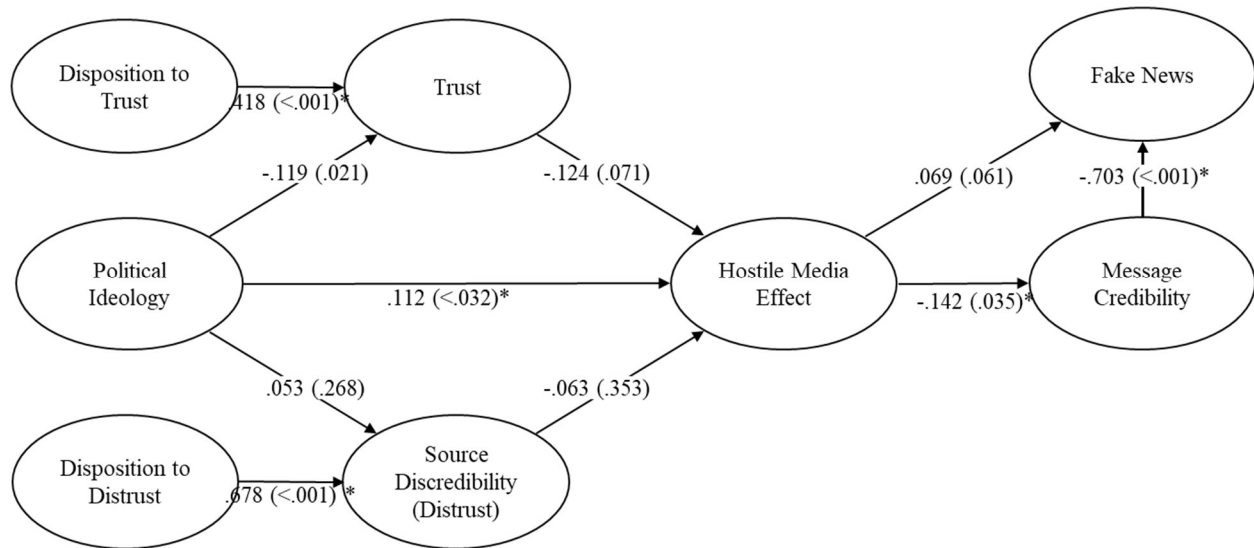 Disposition to
Trust
.418 (<.001)*
Trust
Fake News
-.119 (.021)
-.124 (.071)
.069 (.061)
-.703 (<.001)*
Political
Ideology
.112 (<.032)*
Hostile Media
Effect
-.142 (.035)*
Message
Credibility
.053 (.268)
-.063 (.353)
Disposition to
Distrust
.678 (<.001) *
Source
Discredibility
(Distrust)